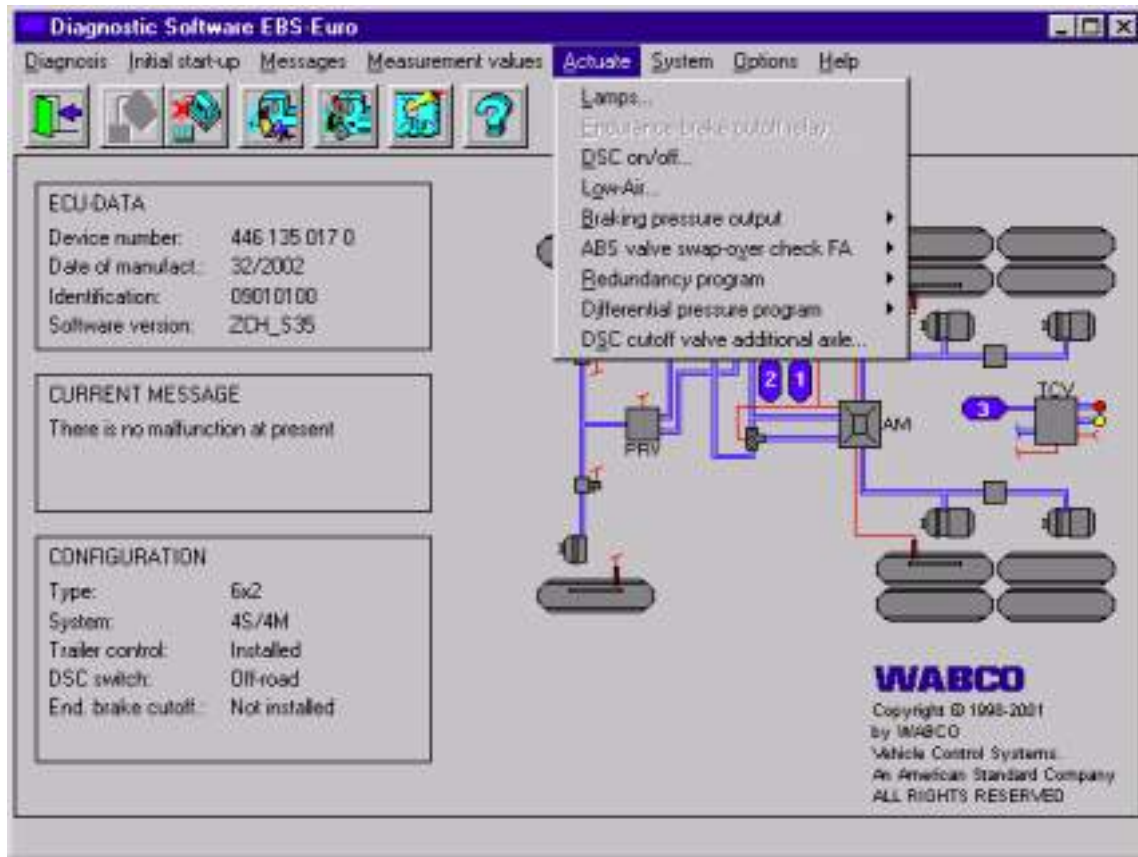 Diagnostic Software EBS-Euro
Diagnosis Initial start-up Messages Measurement values Actuate System Options Help
Lamps...
Endurance brake cutoff relay...
DSC on/off...
Low-Air...
Braking pressure output
ABS valve swap-over check FA
Redundancy program
Differential pressure program
DSC cutoff valve additional axle...
ECU-DATA
Device number: 446 135 017 0
Date of manufact.: 32/2002
Identification: 09010100
Software version: ZCH_S35
CURRENT MESSAGE
There is no malfunction at present
CONFIGURATION
Type: 6x2
System: 4S/4M
Trailer control: Installed
DSC switch: Off-road
End. brake cutoff.: Not installed
2 1
PRV
AM
3
TCV
WABCO
Copyright © 1998-2001
by WABCO
Vehicle Control Systems.
An American Standard Company
ALL RIGHTS RESERVED